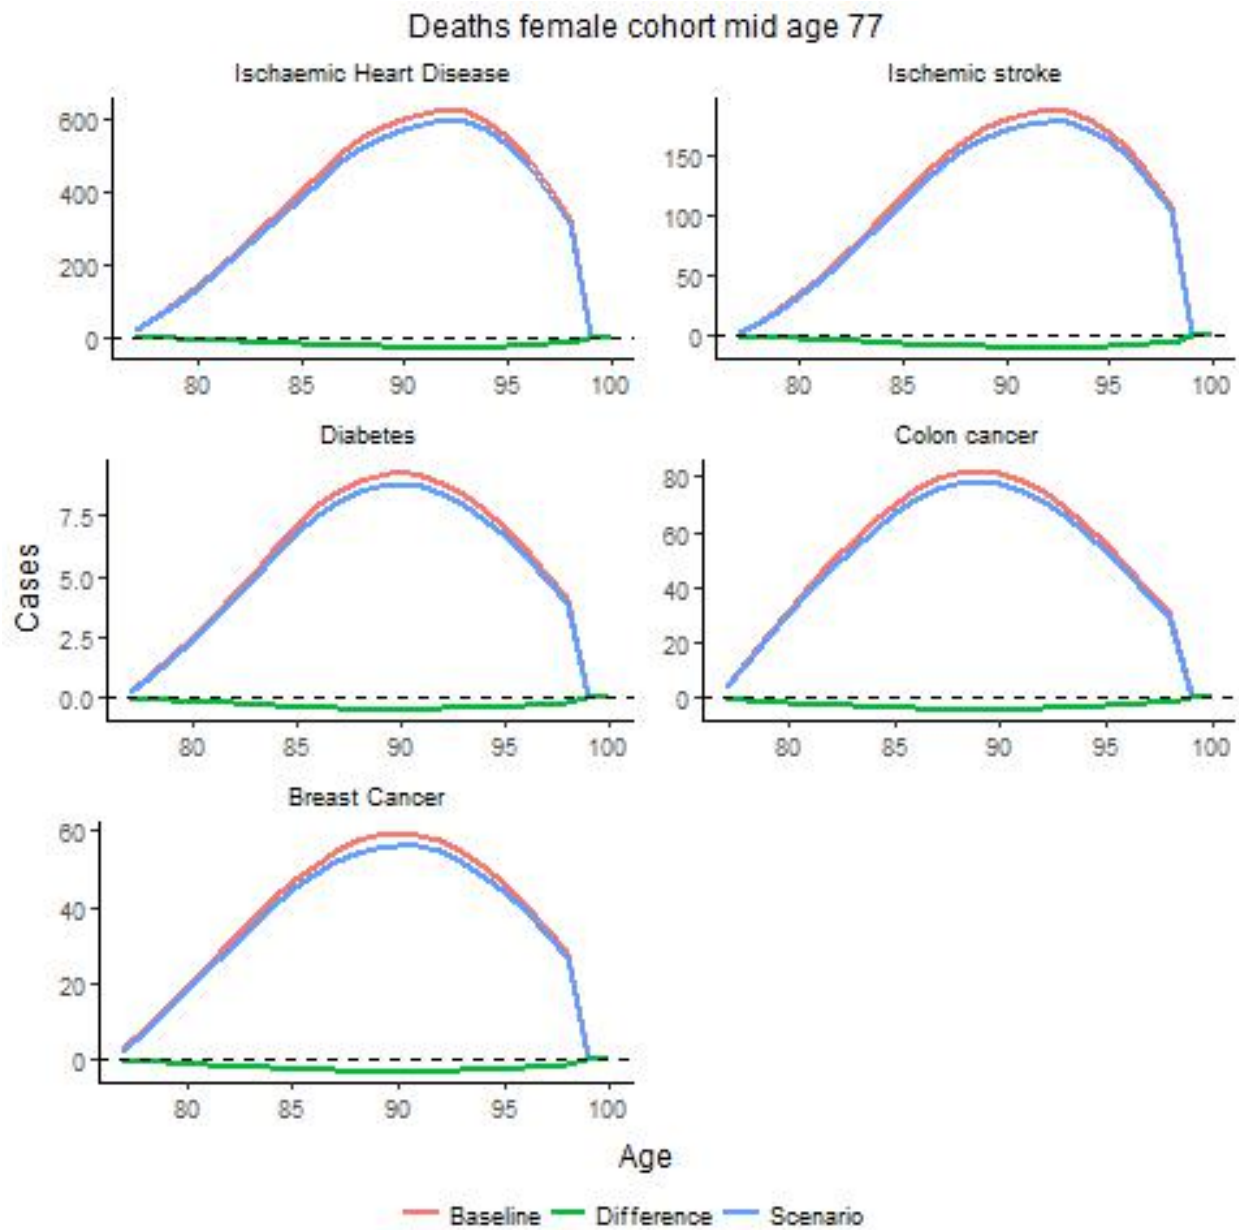 Deaths female cohort mid age 77
Ischaemic Heart Disease
600
400
200
0
80 85 90 95 100
Ischemic stroke
150
100
50
0
80 85 90 95 100
Diabetes
7.5
5.0
2.5
0.0
80 85 90 95 100
Colon cancer
80
60
40
20
0
80 85 90 95 100
Breast Cancer
60
40
20
0
80 85 90 95 100
Cases
Age
Baseline Difference Scenario